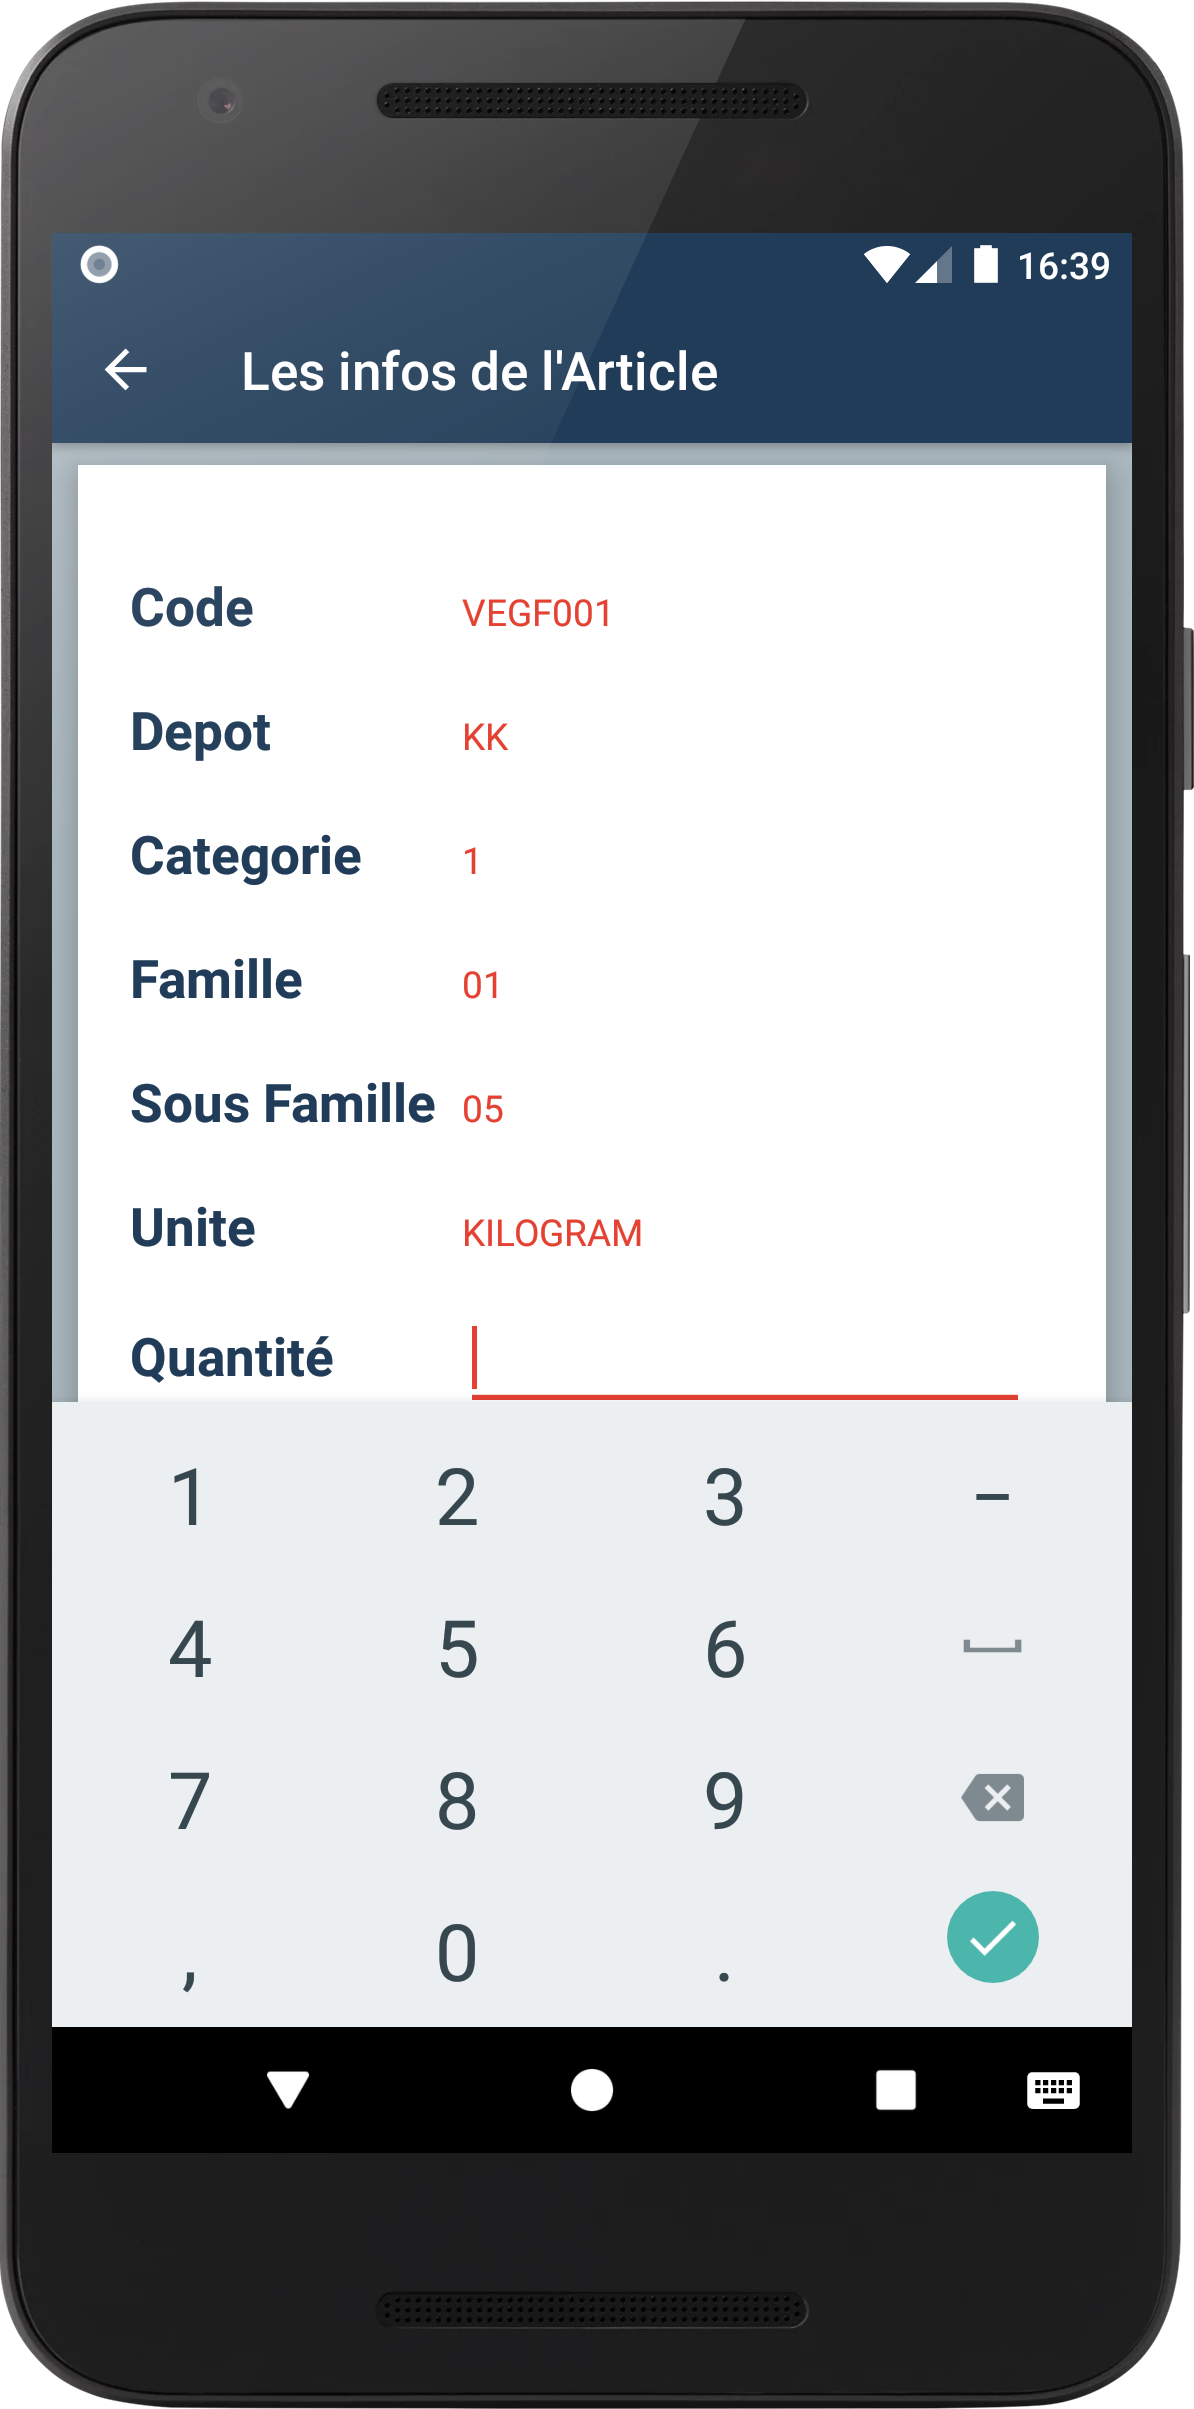 16:39
Les infos de l'Article
Code VEGF001
Depot KK
Categorie 1
Famille 01
Sous Famille 05
Unite KILOGRAM
Quantité
1 2 3 -
4 5 6
7 8 9
, 0 .